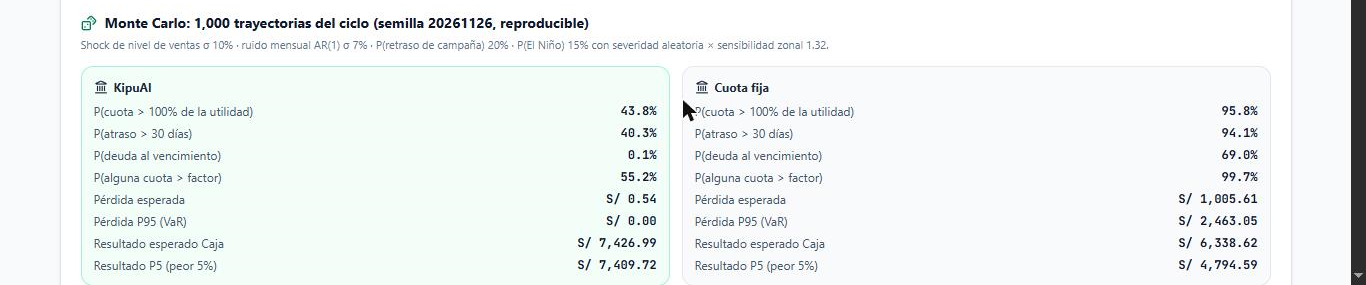 Monte Carlo: 1,000 trayectorias del ciclo (semilla 20261126, reproducible)
Shock de nivel de ventas σ 10% · ruido mensual AR(1) σ 7% · P(retraso de campaña) 20% · P(El Niño) 15% con severidad aleatoria × sensibilidad zonal 1.32.
KipuAI
P(cuota > 100% de la utilidad) 43.8%
P(atraso > 30 días) 40.3%
P(deuda al vencimiento) 0.1%
P(alguna cuota > factor) 55.2%
Pérdida esperada S/ 0.54
Pérdida P95 (VaR) S/ 0.00
Resultado esperado Caja S/ 7,426.99
Resultado P5 (peor 5%) S/ 7,409.72
Cuota fija
P(cuota > 100% de la utilidad) 95.8%
P(atraso > 30 días) 94.1%
P(deuda al vencimiento) 69.0%
P(alguna cuota > factor) 99.7%
Pérdida esperada S/ 1,005.61
Pérdida P95 (VaR) S/ 2,463.05
Resultado esperado Caja S/ 6,338.62
Resultado P5 (peor 5%) S/ 4,794.59